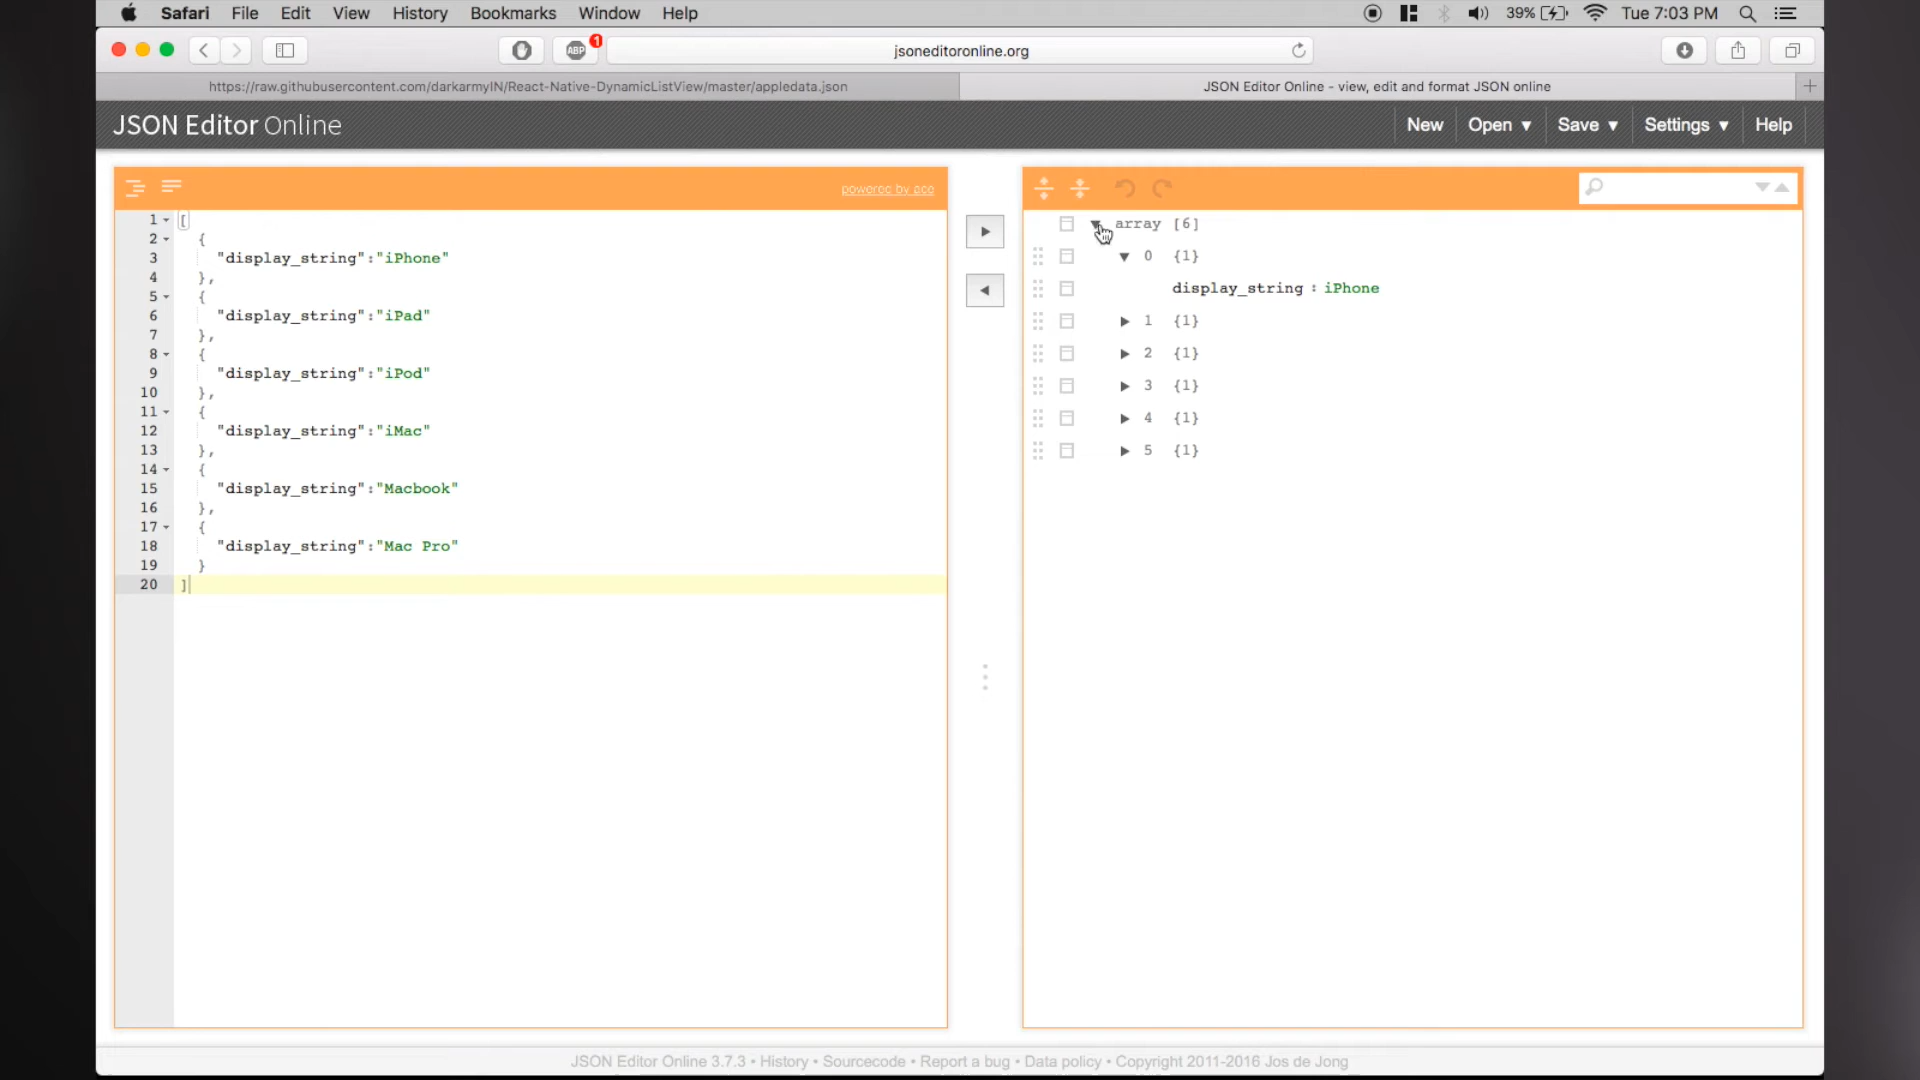 Safari File Edit View History Bookmarks Window Help 39% Tue 7:03 PM
ABP 1 jsoneditoronline.org
https://raw.githubusercontent.com/darkarmyIN/React-Native-DynamicListView/master/appledata.json JSON Editor Online - view, edit and format JSON online
JSON Editor Online New Open ▼ Save ▼ Settings ▼ Help
powered by ace
1 [
2 {
3 "display_string":"iPhone"
4 },
5 {
6 "display_string":"iPad"
7 },
8 {
9 "display_string":"iPod"
10 },
11 {
12 "display_string":"iMac"
13 },
14 {
15 "display_string":"Macbook"
16 },
17 {
18 "display_string":"Mac Pro"
19 }
20 ]
array [6]
0 {1}
display_string : iPhone
1 {1}
2 {1}
3 {1}
4 {1}
5 {1}
JSON Editor Online 3.7.3 • History • Sourcecode • Report a bug • Data policy • Copyright 2011-2016 Jos de Jong